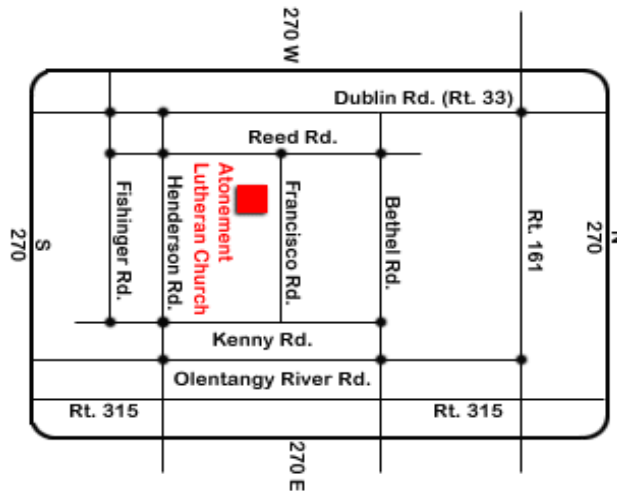 270 W
Dublin Rd. (Rt. 33)
Reed Rd.
Atonement
Lutheran Church
Fishinger Rd.
Henderson Rd.
Francisco Rd.
Bethel Rd.
Rt. 161
S
270
N
270
Kenny Rd.
Olentangy River Rd.
Rt. 315
Rt. 315
270 E